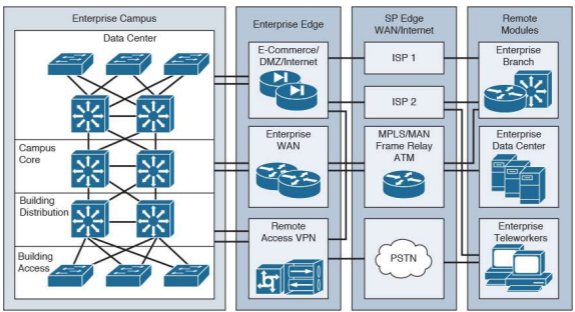 Enterprise Campus
Data Center
Campus
Core
Building
Distribution
Building
Access
Enterprise Edge
E-Commerce/
DMZ/Internet
Enterprise
WAN
Remote
Access VPN
SP Edge
WAN/Internet
ISP 1
ISP 2
MPLS/MAN
Frame Relay
ATM
PSTN
Remote
Modules
Enterprise
Branch
Enterprise
Data Center
Enterprise
Teleworkers